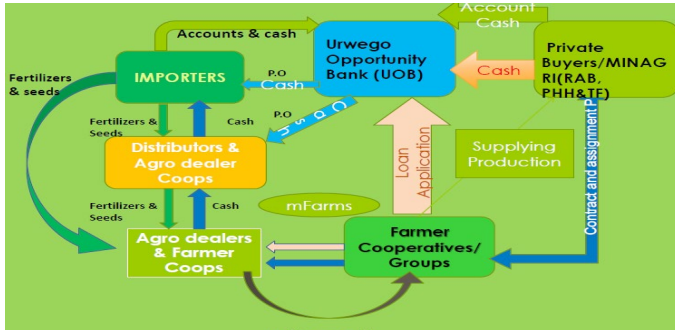 Account
Cash
Accounts & cash
Urwego
Opportunity
Bank (UOB)
Private
Buyers/MINAG
RI(RAB,
PHH&TF)
Cash
Fertilizers
& seeds
IMPORTERS
P.O
Cash
P.O
Cash
Fertilizers &
Seeds
Cash
Distributors &
Agro dealer
Coops
Loan
Application
Supplying
Production
Contract and assignment P
Fertilizers &
Seeds
Cash
mFarms
Agro dealers
& Farmer
Coops
Farmer
Cooperatives/
Groups